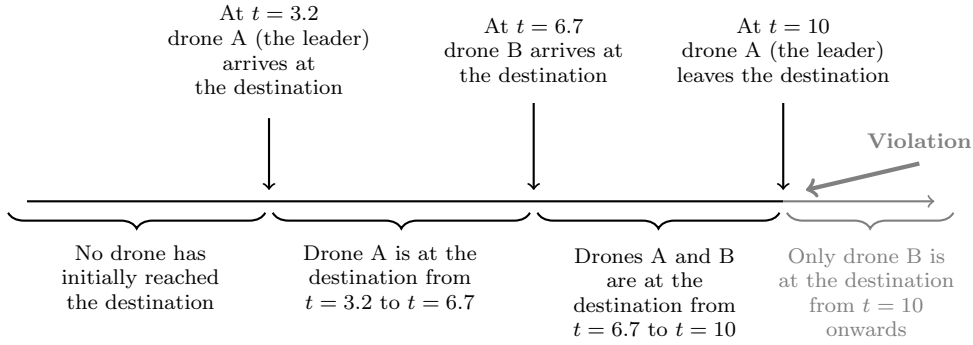 At t = 3.2
drone A (the leader)
arrives at
the destination
At t = 6.7
drone B arrives at
the destination
At t = 10
drone A (the leader)
leaves the destination
Violation
No drone has
initially reached
the destination
Drone A is at the
destination from
t = 3.2 to t = 6.7
Drones A and B
are at the
destination from
t = 6.7 to t = 10
Only drone B is
at the destination
from t = 10
onwards